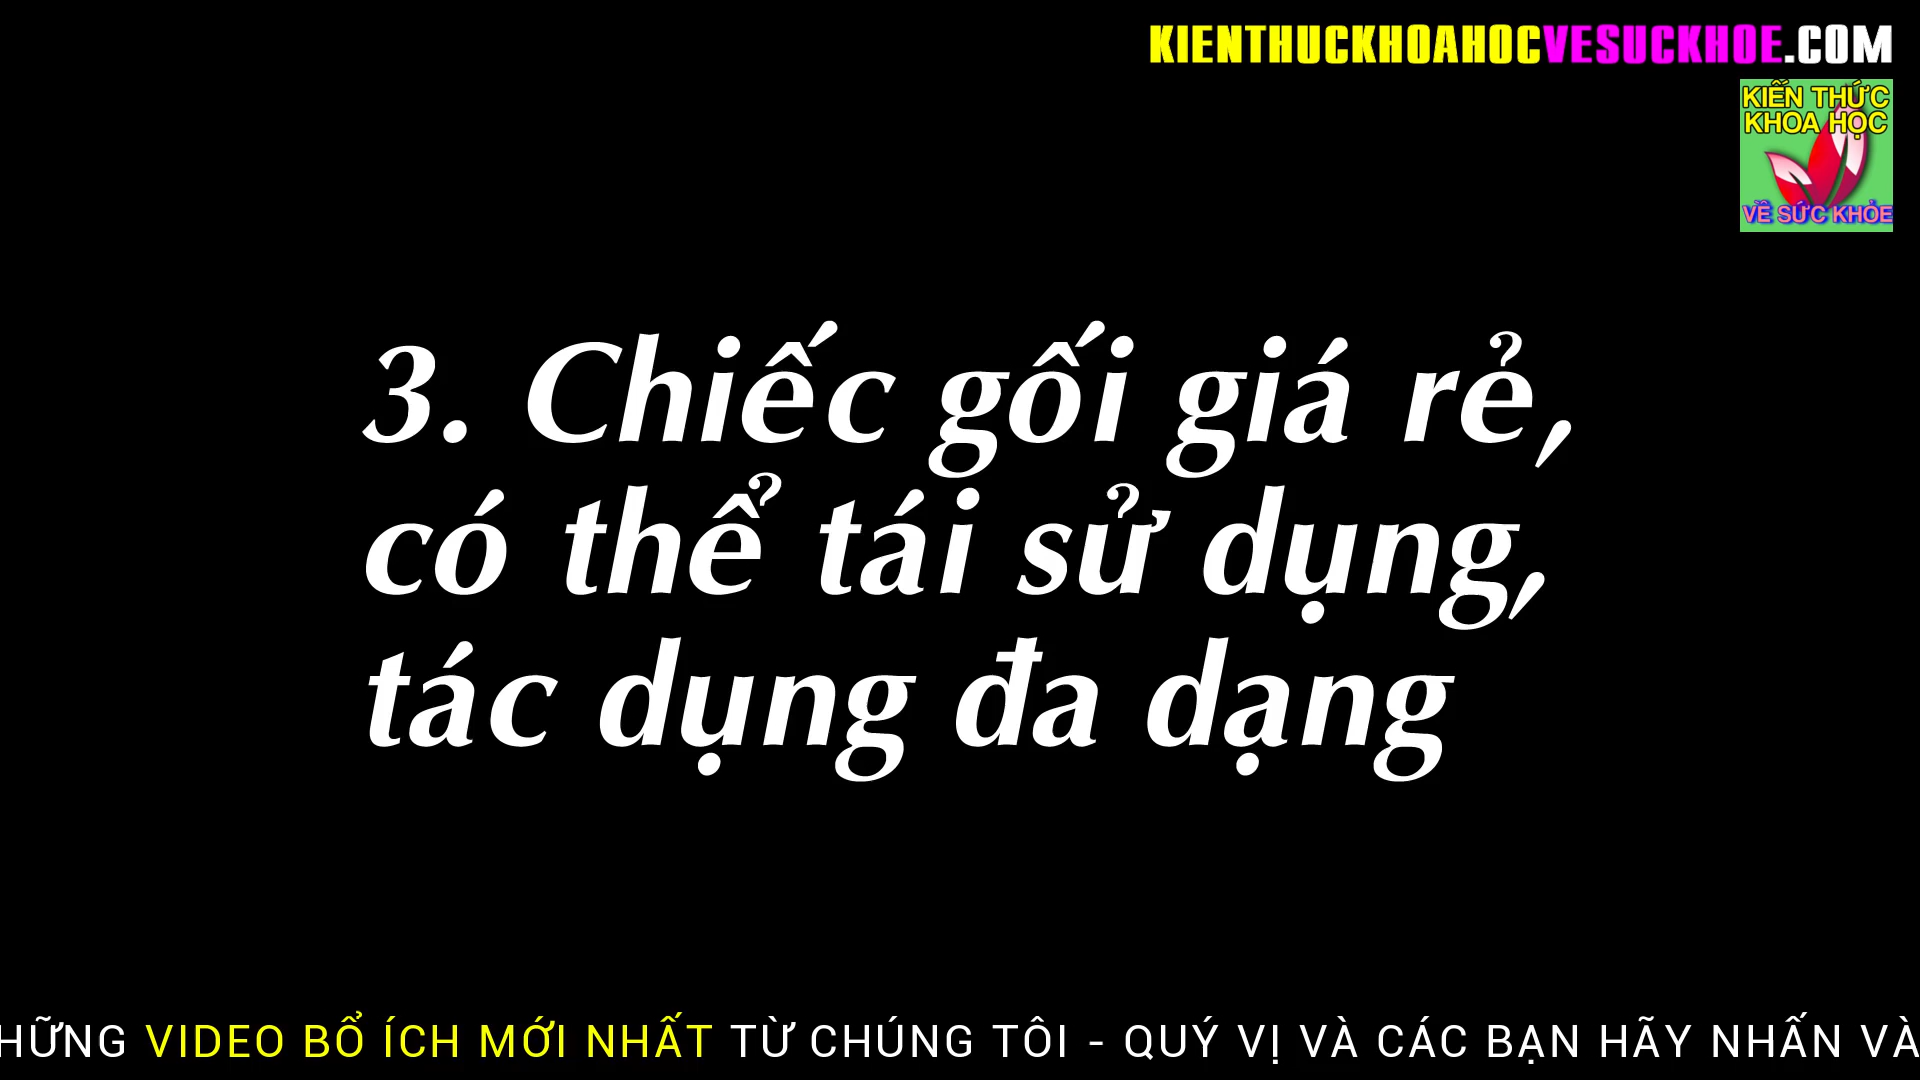 KIENTHUCKHOAHOCVESUCKHOE.COM
KIẾN THỨC
KHOA HỌC
VỀ SỨC KHỎE
3. Chiếc gối giá rẻ,
có thể tái sử dụng,
tác dụng đa dạng
HỮNG VIDEO BỔ ÍCH MỚI NHẤT TỪ CHÚNG TÔI - QUÝ VỊ VÀ CÁC BẠN HÃY NHẤN VÀ